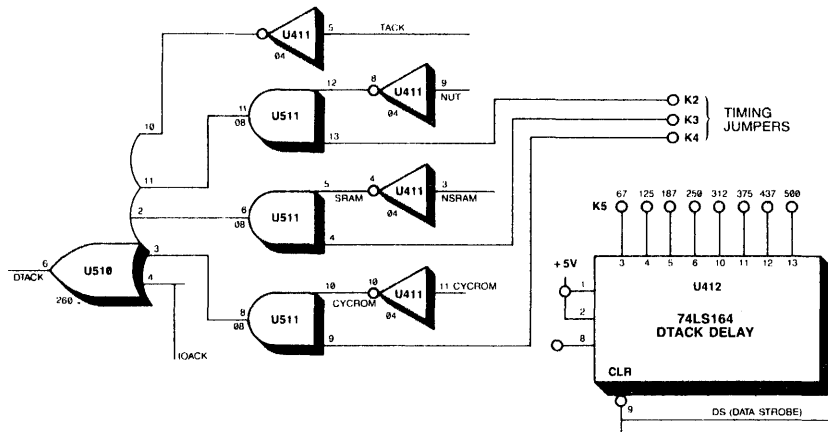 U411
5
TACK
04
8
9
12
U411
NUT
11
U511
08
04
13
K2
K3
K4
TIMING
JUMPERS
10
11
5
4
3
6
SRAM
U411
NSRAM
2
U511
08
04
4
K5
67
125
187
250
312
375
437
500
6
DTACK
U510
3
4
260
+5V
3
4
5
6
10
11
12
13
1
U412
10
10
11
CYCROM
CYCROM
U411
8
U511
08
04
2
74LS164
DTACK DELAY
9
8
IOACK
CLR
9
DS (DATA STROBE)